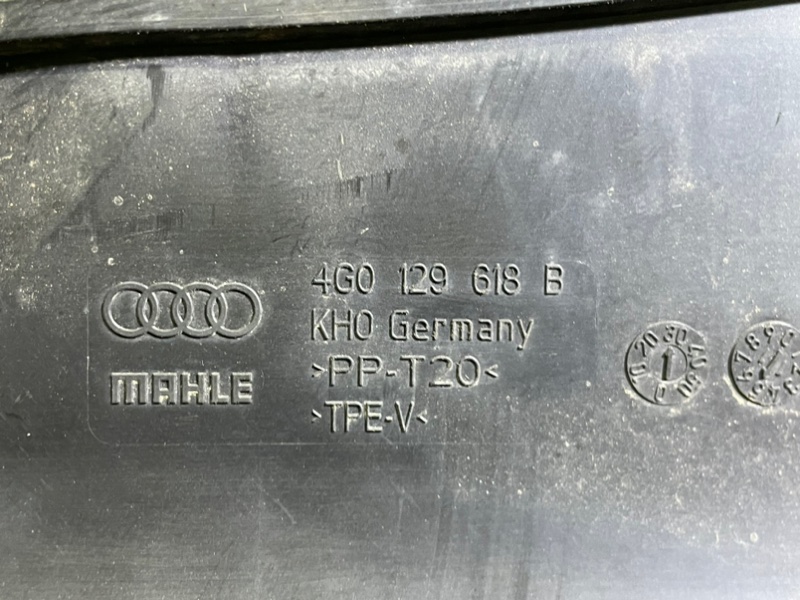 4G0 129 618 B
KHO Germany
>PP-T20<
MAHLE
>TPE-V<